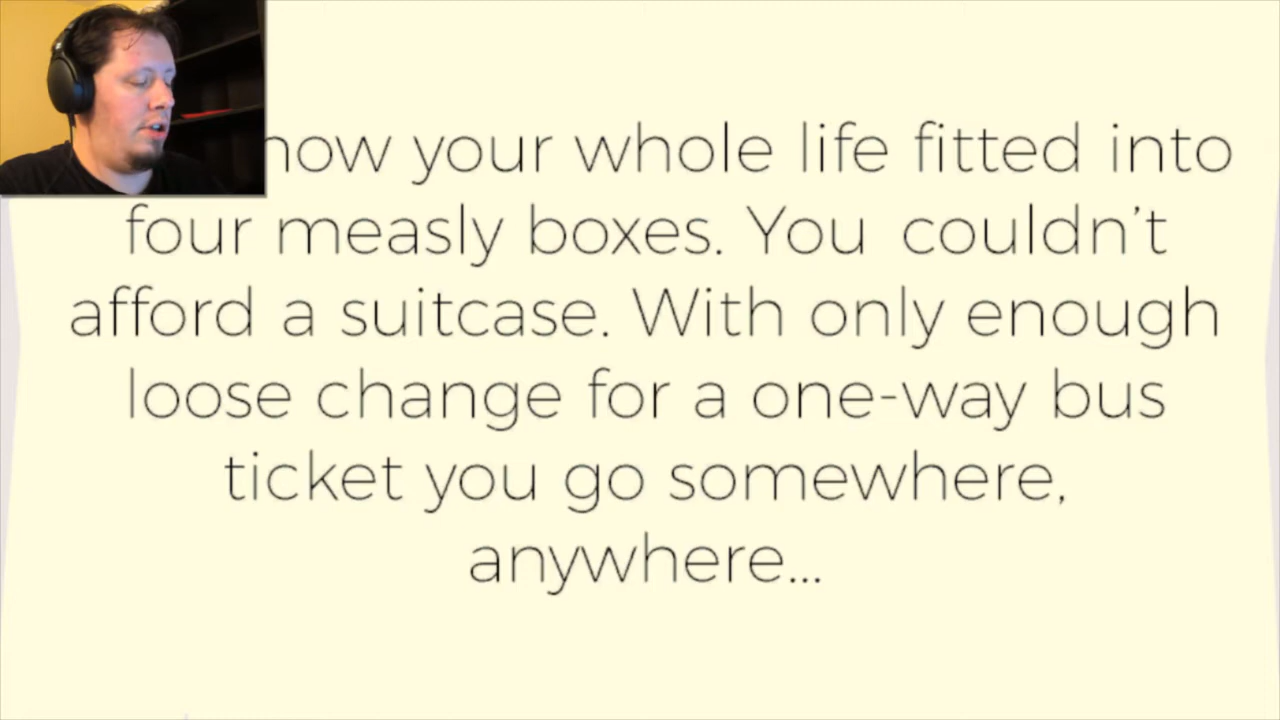 your whole life fitted into
four measly boxes. You couldn't
afford a suitcase. With only enough
loose change for a one-way bus
ticket you go somewhere,
anywhere...